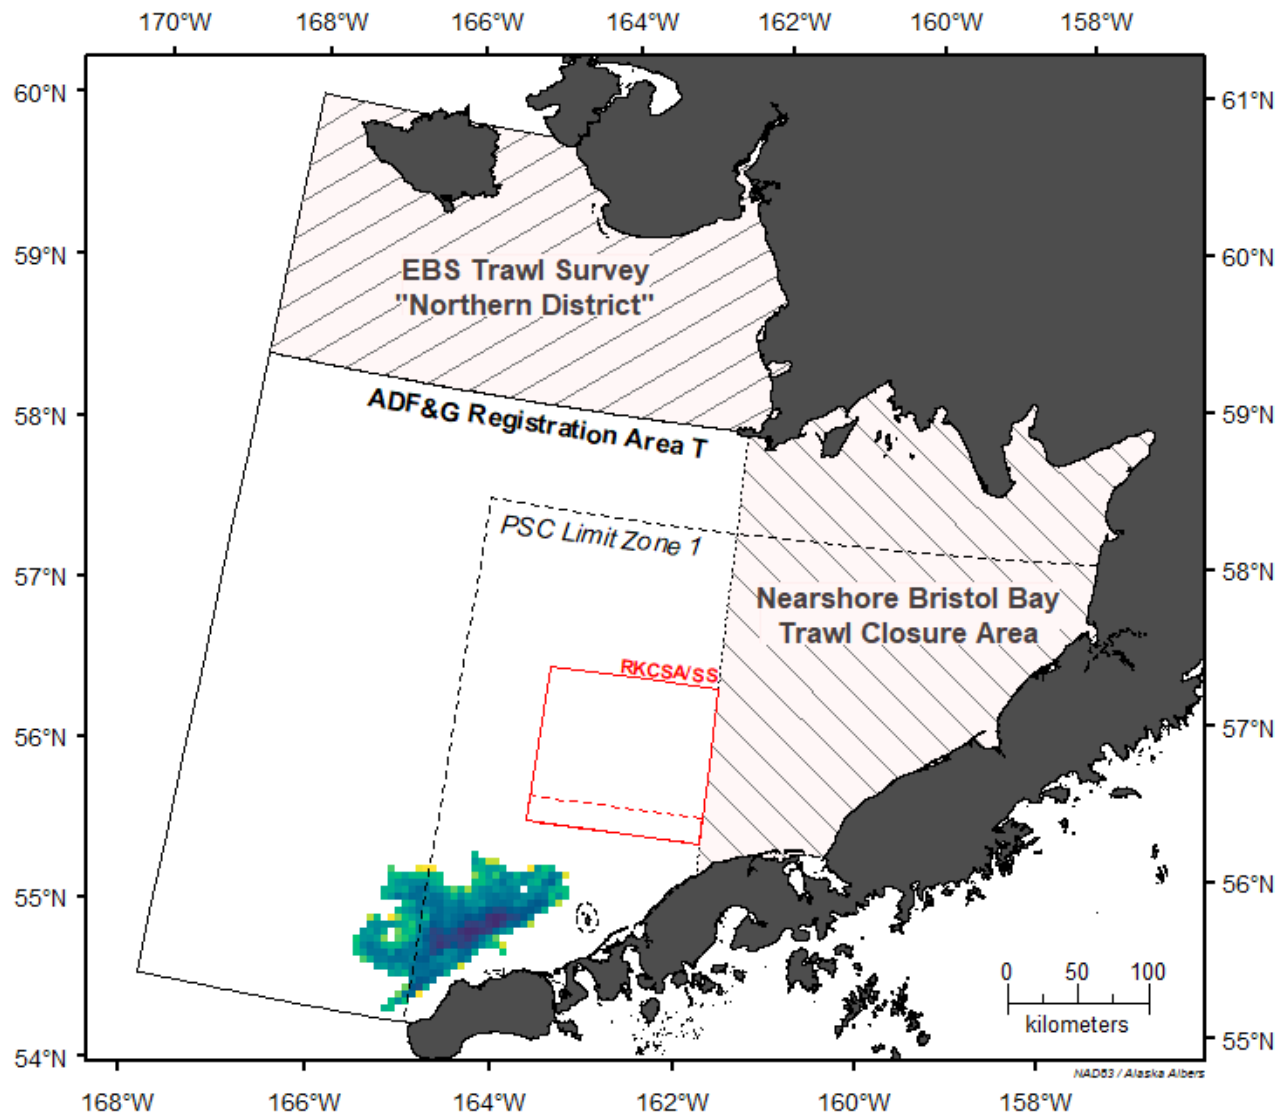 170°W 168°W 166°W 164°W 162°W 160°W 158°W
60°N
61°N
EBS Trawl Survey
"Northern District"
59°N
60°N
ADF&G Registration Area T
58°N
59°N
PSC Limit Zone 1
57°N
58°N
Nearshore Bristol Bay
Trawl Closure Area
RKCSA/SS
56°N
57°N
55°N
56°N
0 50 100
kilometers
54°N
55°N
NAD83 / Alaska Albers
168°W 166°W 164°W 162°W 160°W 158°W